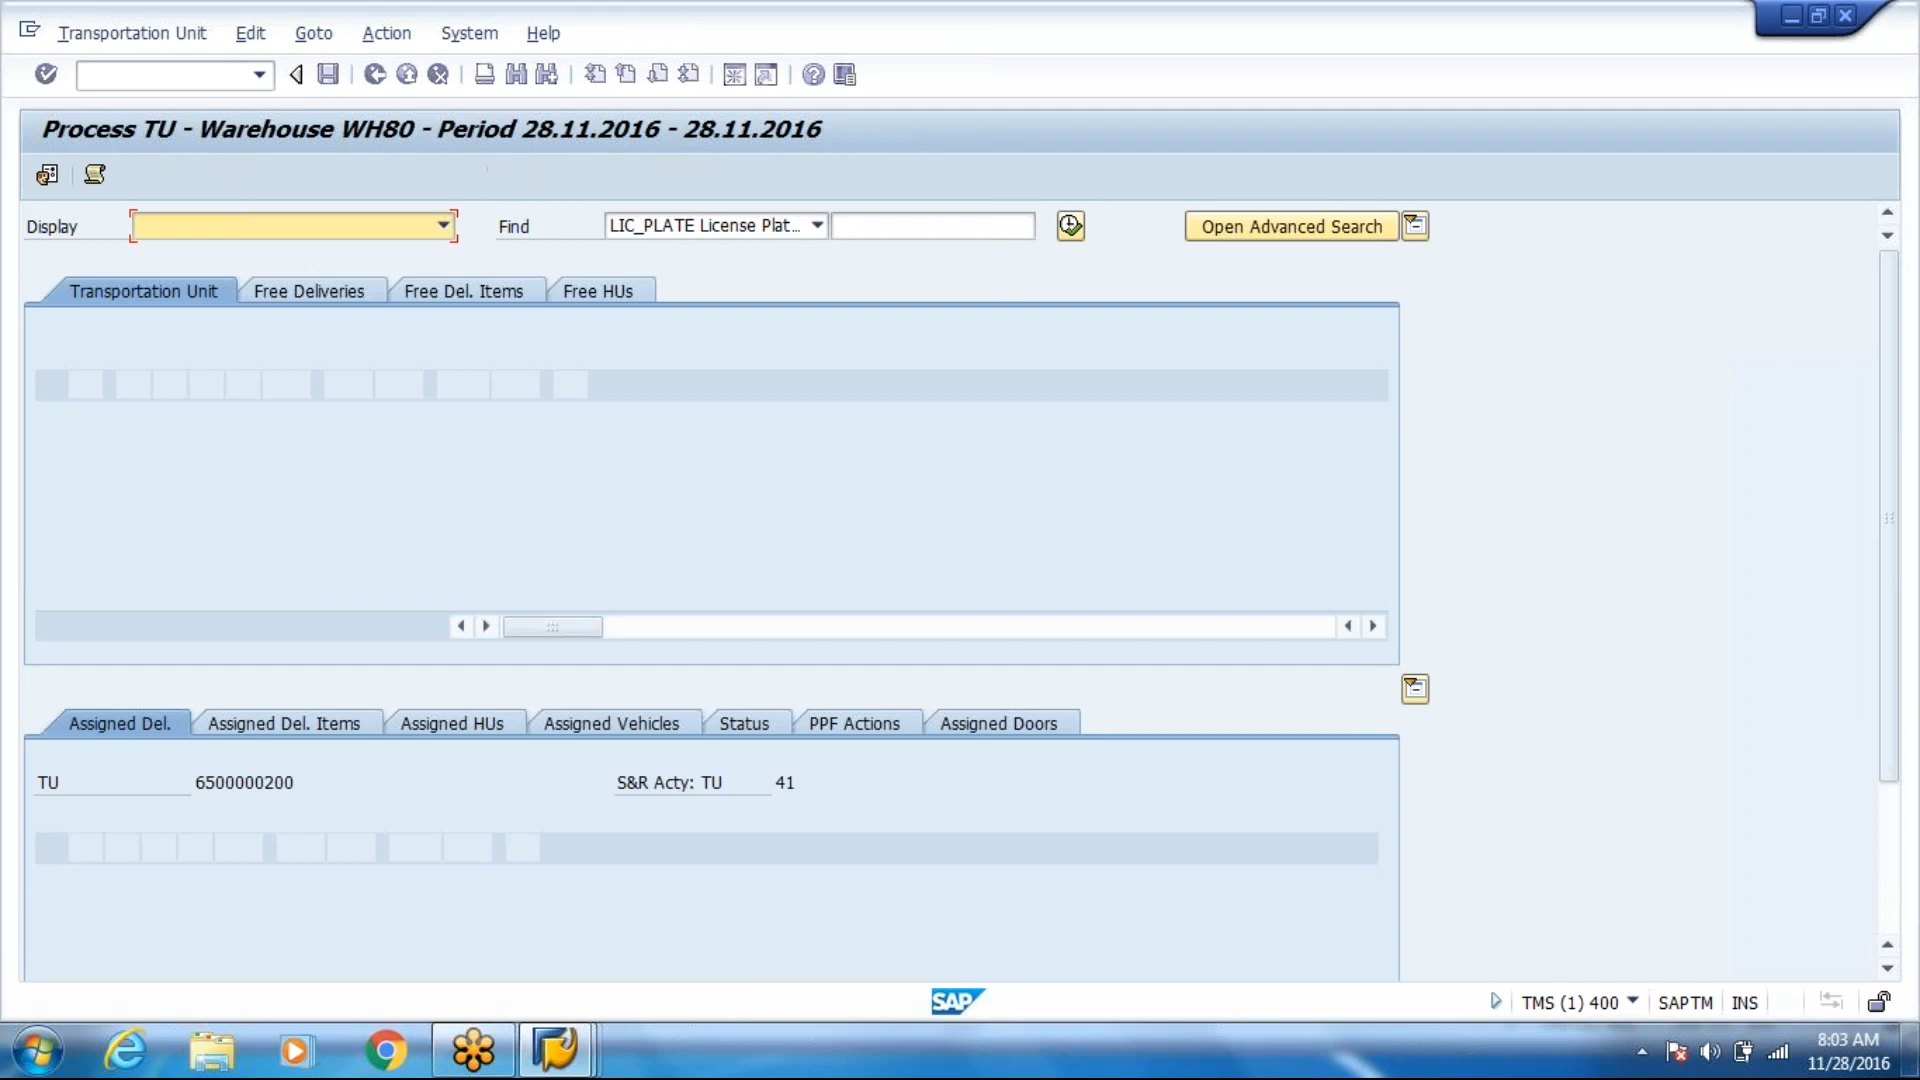 Transportation Unit Edit Goto Action System Help
Process TU - Warehouse WH80 - Period 28.11.2016 - 28.11.2016
Display Find LIC_PLATE License Plat... Open Advanced Search
Transportation Unit Free Deliveries Free Del. Items Free HUs
Assigned Del. Assigned Del. Items Assigned HUs Assigned Vehicles Status PPF Actions Assigned Doors
TU 6500000200 S&R Acty: TU 41
SAP TMS (1) 400 SAPTM INS
8:03 AM
11/28/2016